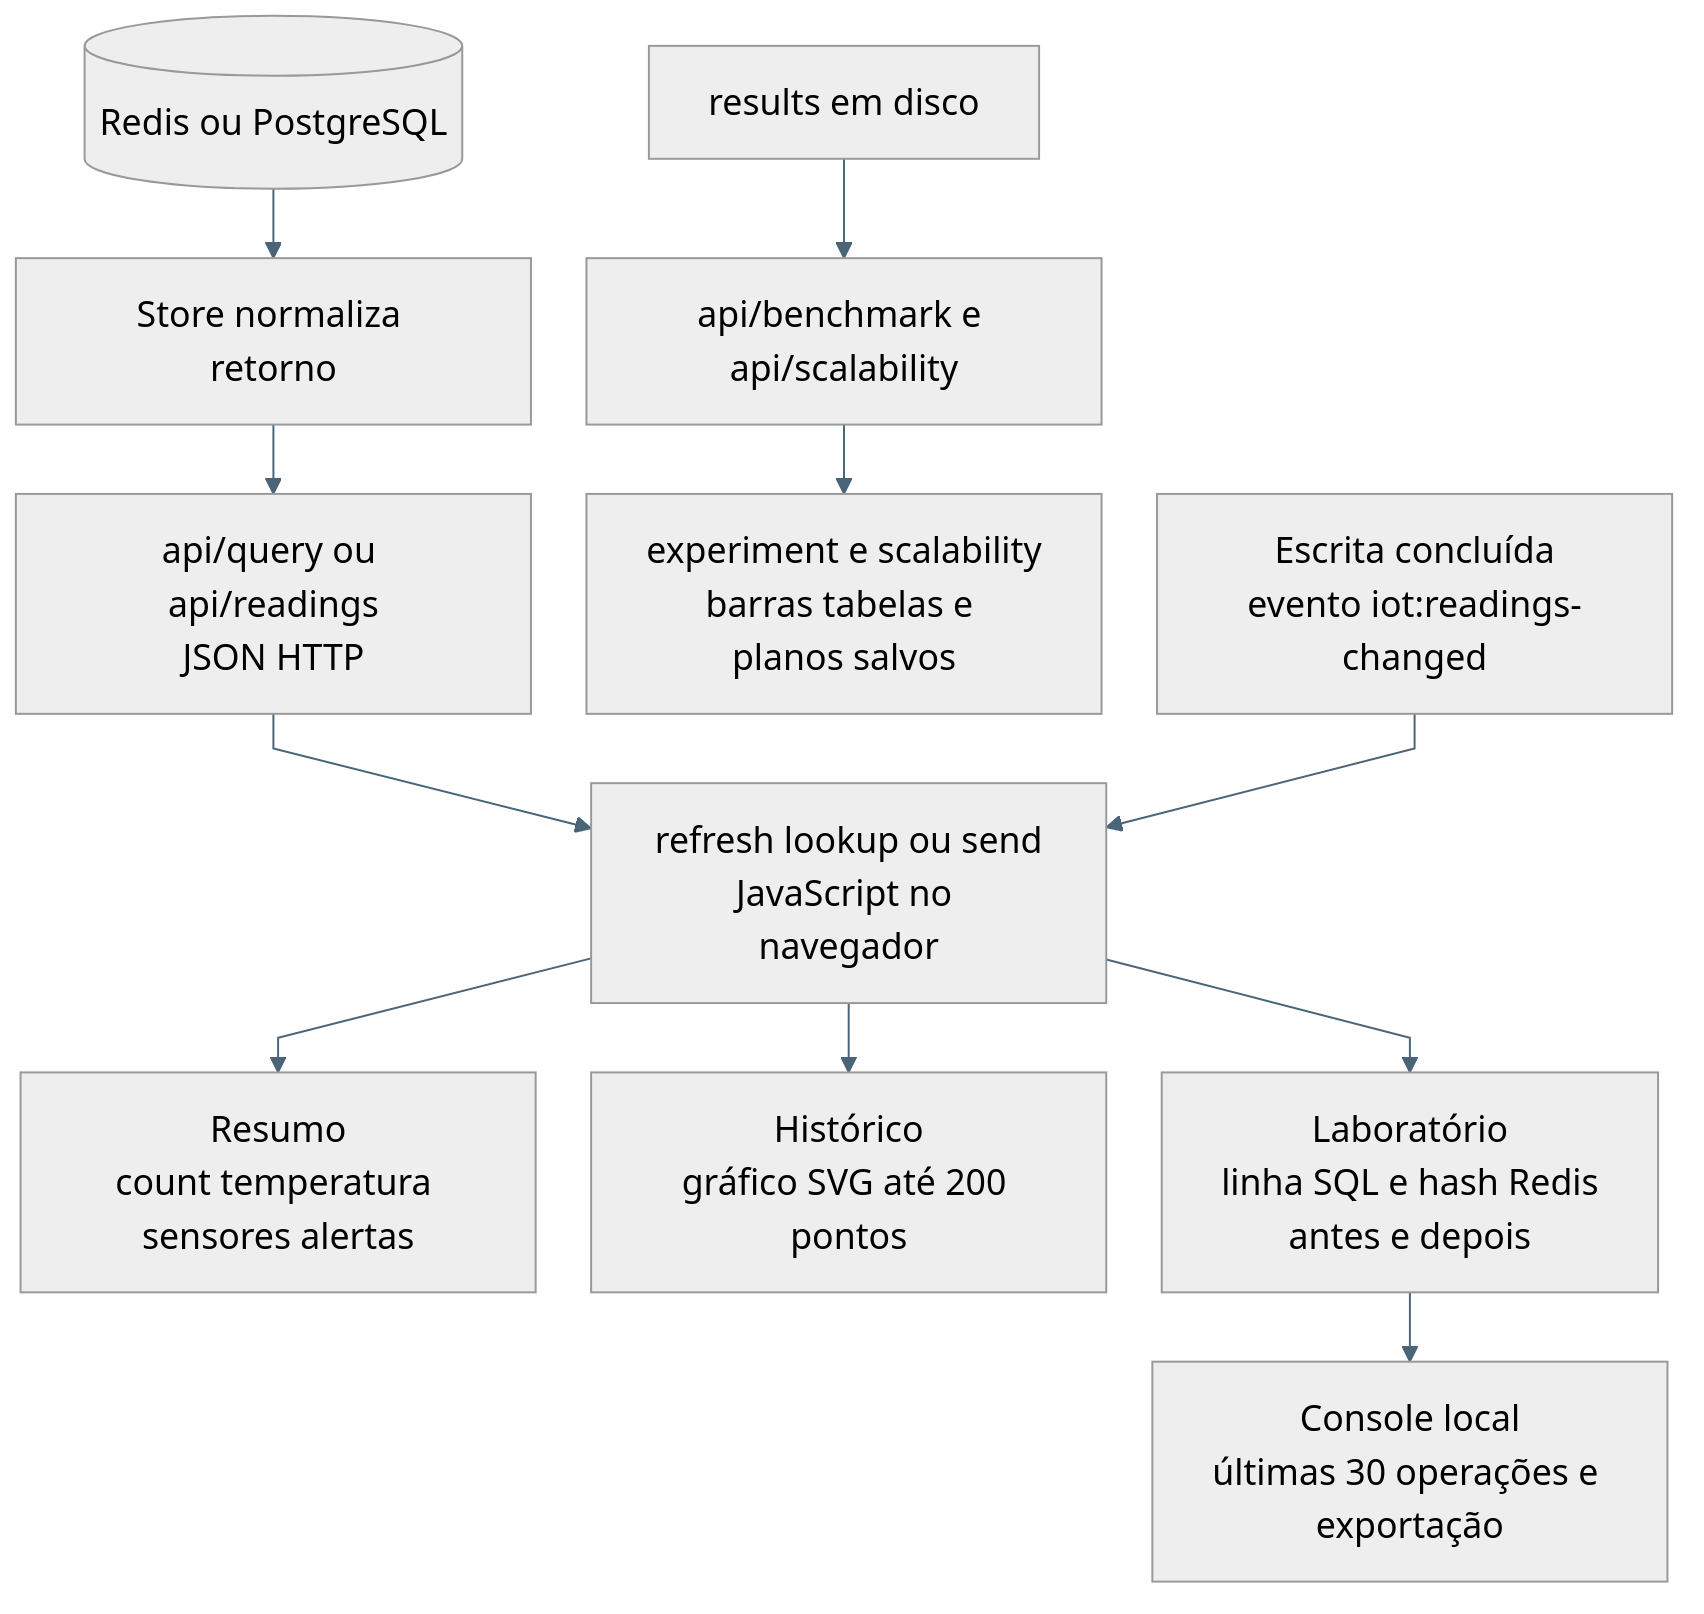 Redis ou PostgreSQL
results em disco
Store normaliza
retorno
api/benchmark e
api/scalability
api/query ou
api/readings
JSON HTTP
experiment e scalability
barras tabelas e
planos salvos
Escrita concluída
evento iot:readings-
changed
refresh lookup ou send
JavaScript no
navegador
Resumo
count temperatura
sensores alertas
Histórico
gráfico SVG até 200
pontos
Laboratório
linha SQL e hash Redis
antes e depois
Console local
últimas 30 operações e
exportação